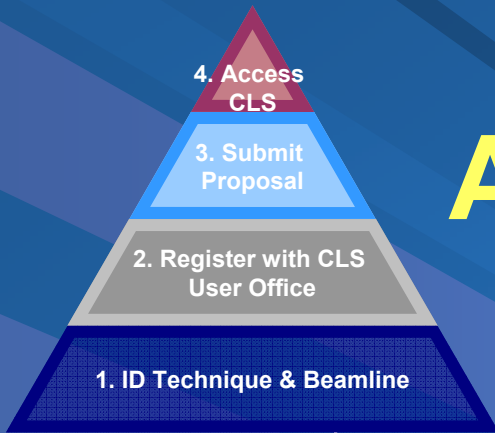 4. Access
CLS
3. Submit
Proposal
A
2. Register with CLS
User Office
1. ID Technique & Beamline